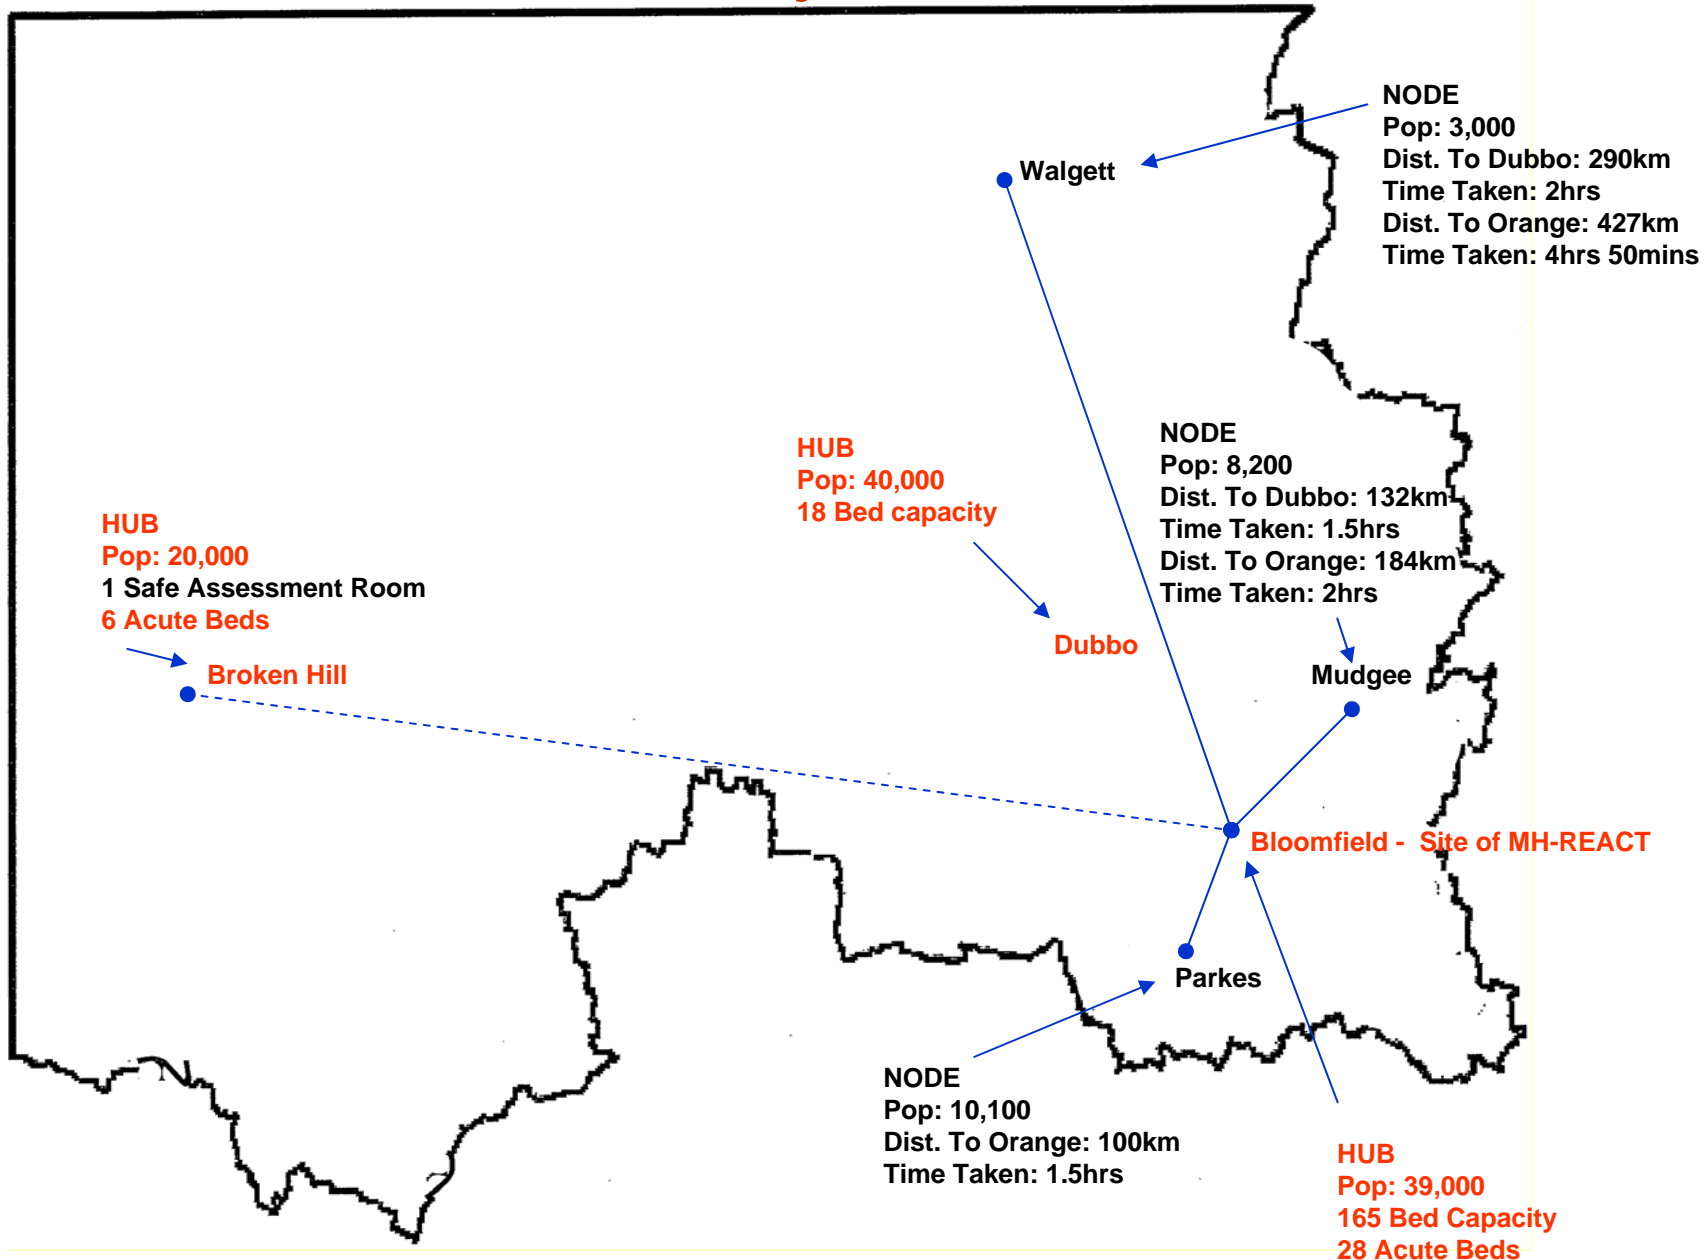 NODE
Pop: 3,000
Dist. To Dubbo: 290km
Time Taken: 2hrs
Dist. To Orange: 427km
Time Taken: 4hrs 50mins
Walgett
NODE
Pop: 8,200
Dist. To Dubbo: 132km
Time Taken: 1.5hrs
Dist. To Orange: 184km
Time Taken: 2hrs
HUB
Pop: 40,000
18 Bed capacity
HUB
Pop: 20,000
1 Safe Assessment Room
6 Acute Beds
Dubbo
Broken Hill
Mudgee
Bloomfield - Site of MH-REACT
Parkes
NODE
Pop: 10,100
Dist. To Orange: 100km
Time Taken: 1.5hrs
HUB
Pop: 39,000
165 Bed Capacity
28 Acute Beds